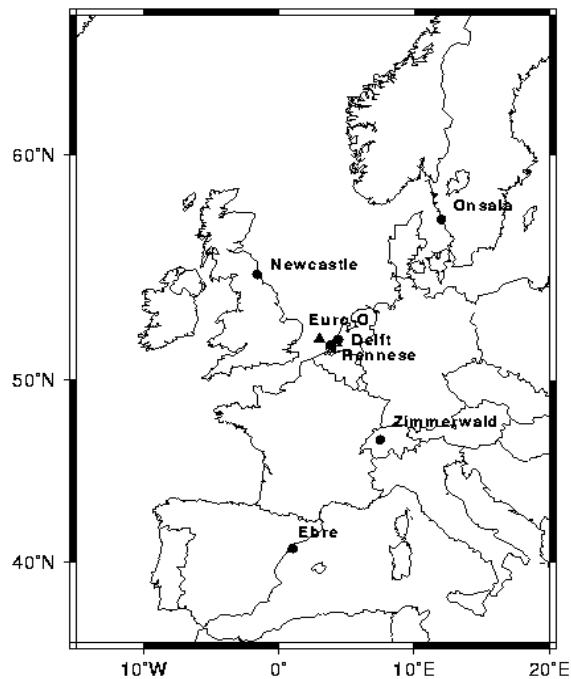 60°N
Onsala
Newcastle
Euro-O
Delft
Rennese
50°N
Zimmerwald
Ebre
40°N
10°W 0° 10°E 20°E